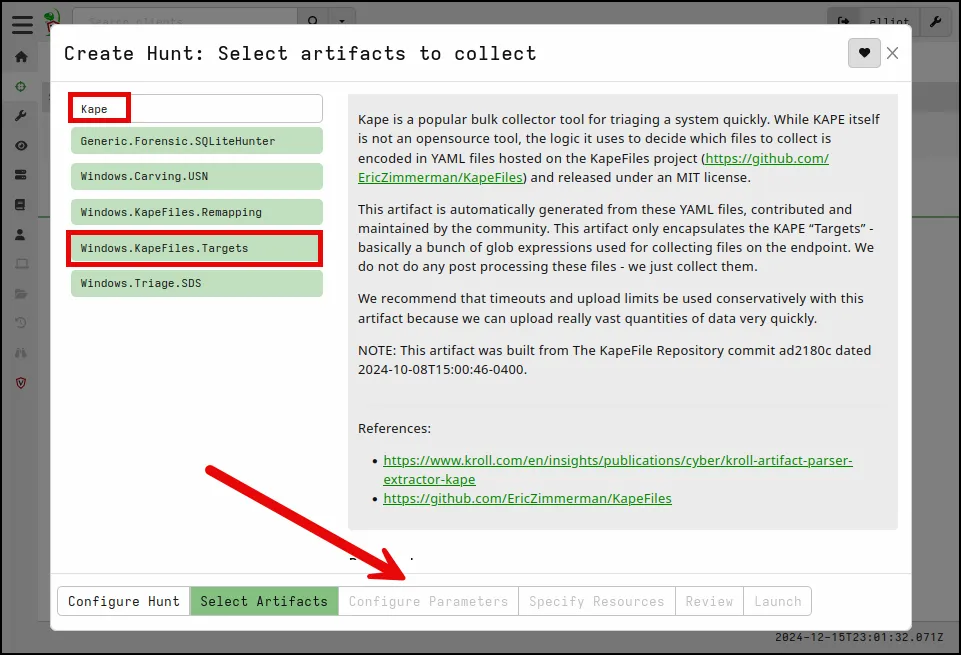 Search clients
elliot
Create Hunt: Select artifacts to collect
Kape
Generic.Forensic.SQLiteHunter
Windows.Carving.USN
Windows.KapeFiles.Remapping
Windows.KapeFiles.Targets
Windows.Triage.SDS
Kape is a popular bulk collector tool for triaging a system quickly. While KAPE itself
is not an opensource tool, the logic it uses to decide which files to collect is
encoded in YAML files hosted on the KapeFiles project (https://github.com/
EricZimmerman/KapeFiles) and released under an MIT license.
This artifact is automatically generated from these YAML files, contributed and
maintained by the community. This artifact only encapsulates the KAPE “Targets” -
basically a bunch of glob expressions used for collecting files on the endpoint. We
do not do any post processing these files - we just collect them.
We recommend that timeouts and upload limits be used conservatively with this
artifact because we can upload really vast quantities of data very quickly.
NOTE: This artifact was built from The KapeFile Repository commit ad2180c dated
2024-10-08T15:00:46-0400.
References:
• https://www.kroll.com/en/insights/publications/cyber/kroll-artifact-parser-
extractor-kape
• https://github.com/EricZimmerman/KapeFiles
Configure Hunt Select Artifacts Configure Parameters Specify Resources Review Launch
2024-12-15T23:01:32.071Z